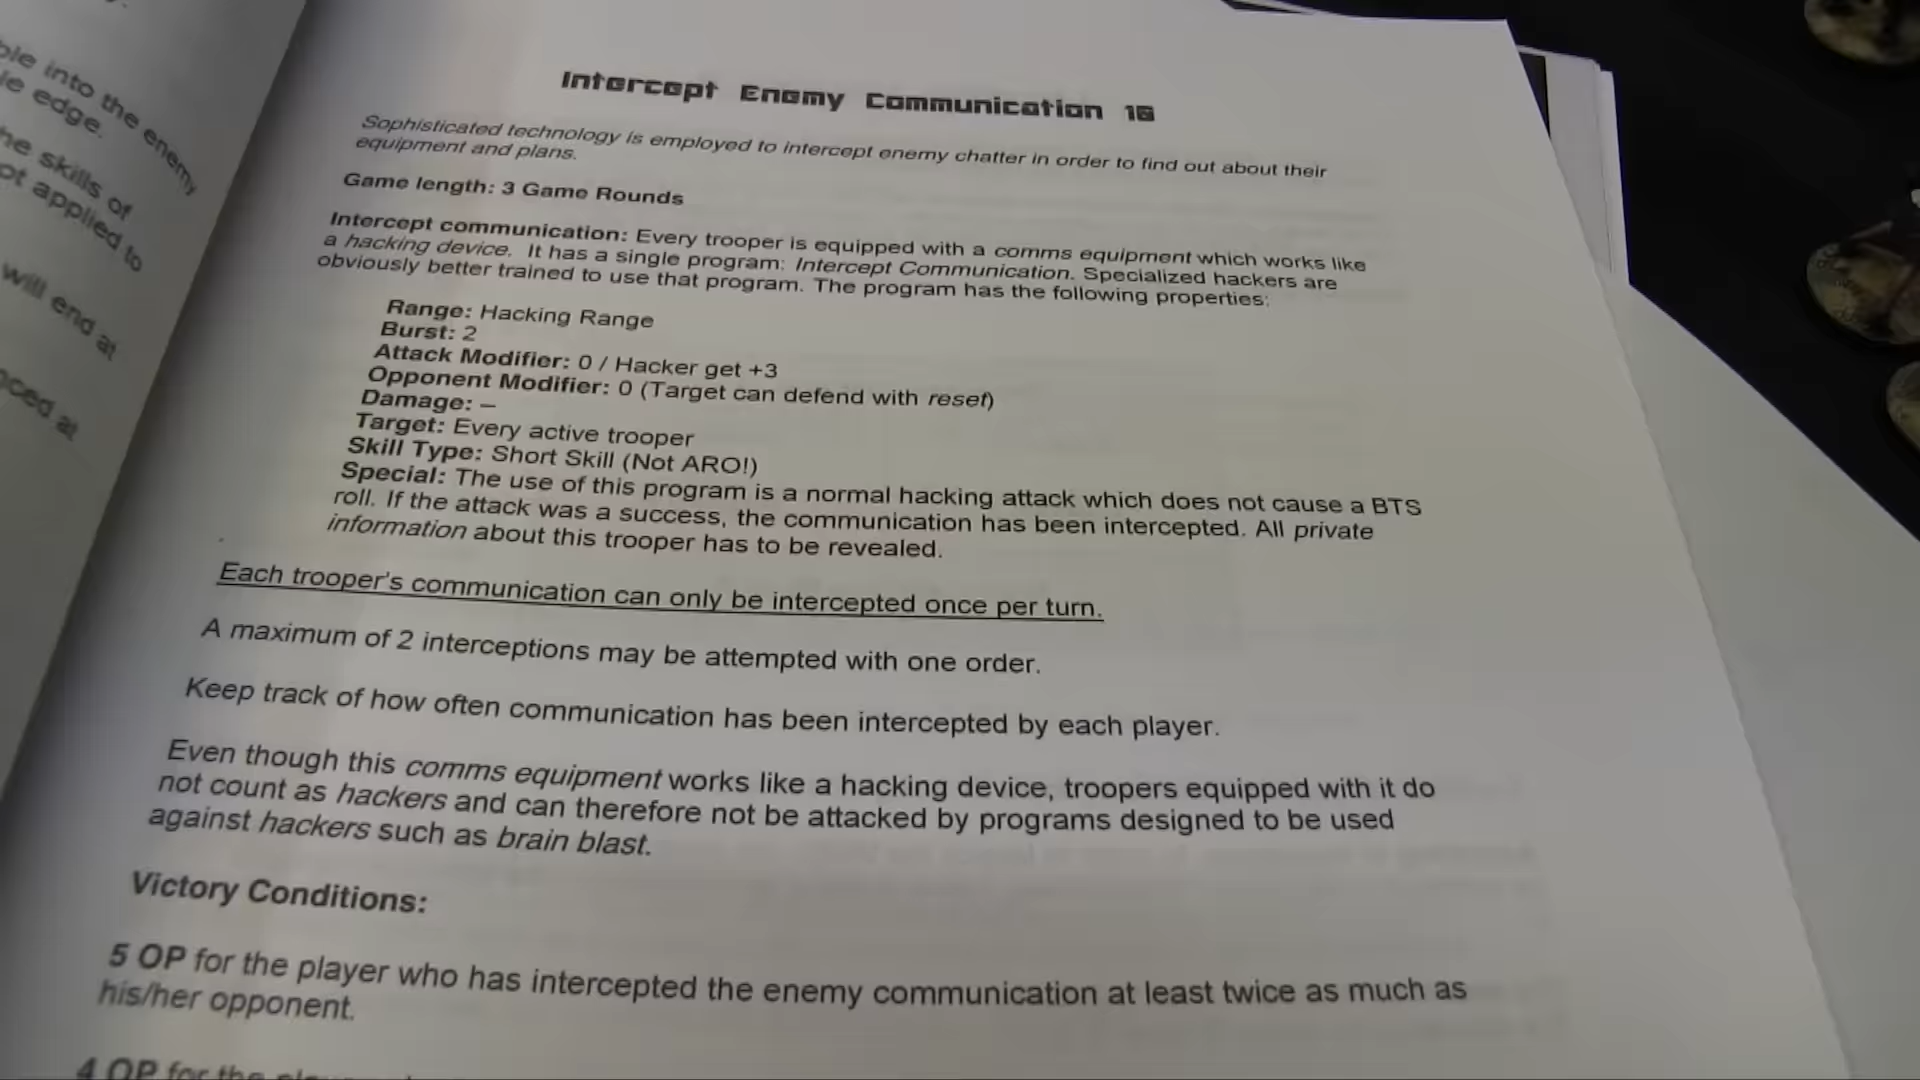 ble into the enemy
le edge.
he skills of
ot applied to
will end at
nced at
Intercept Enemy Communication 10
Sophisticated technology is employed to intercept enemy chatter in order to find out about their
equipment and plans.
Game length: 3 Game Rounds
Intercept communication: Every trooper is equipped with a comms equipment which works like
a hacking device. It has a single program: Intercept Communication. Specialized hackers are
obviously better trained to use that program. The program has the following properties:
Range: Hacking Range
Burst: 2
Attack Modifier: 0 / Hacker get +3
Opponent Modifier: 0 (Target can defend with reset)
Damage: –
Target: Every active trooper
Skill Type: Short Skill (Not ARO!)
Special: The use of this program is a normal hacking attack which does not cause a BTS
roll. If the attack was a success, the communication has been intercepted. All private
information about this trooper has to be revealed.
Each trooper's communication can only be intercepted once per turn.
A maximum of 2 interceptions may be attempted with one order.
Keep track of how often communication has been intercepted by each player.
Even though this comms equipment works like a hacking device, troopers equipped with it do
not count as hackers and can therefore not be attacked by programs designed to be used
against hackers such as brain blast.
Victory Conditions:
5 OP for the player who has intercepted the enemy communication at least twice as much as
his/her opponent.
4 OP for the